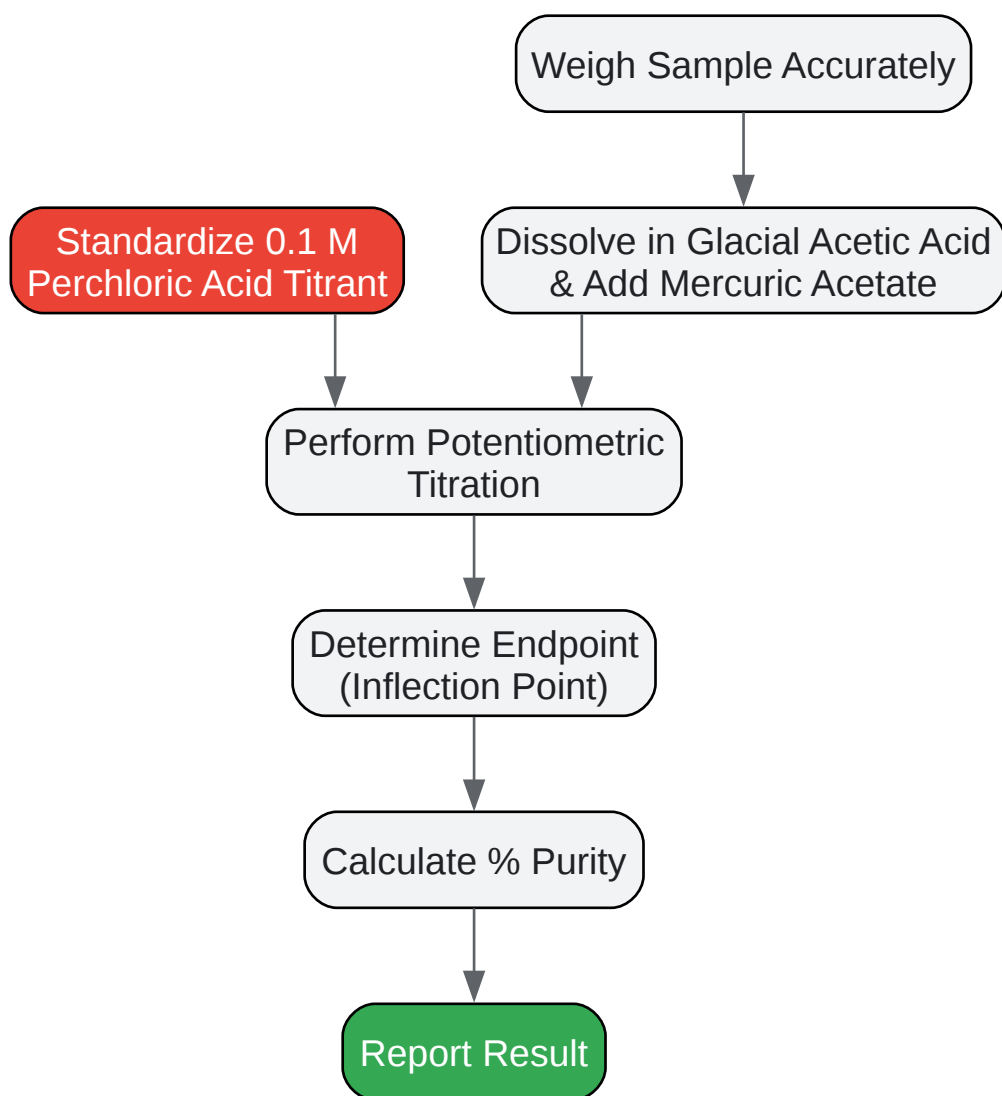 Weigh Sample Accurately
Standardize 0.1 M
Perchloric Acid Titrant
Dissolve in Glacial Acetic Acid
& Add Mercuric Acetate
Perform Potentiometric
Titration
Determine Endpoint
(Inflection Point)
Calculate % Purity
Report Result